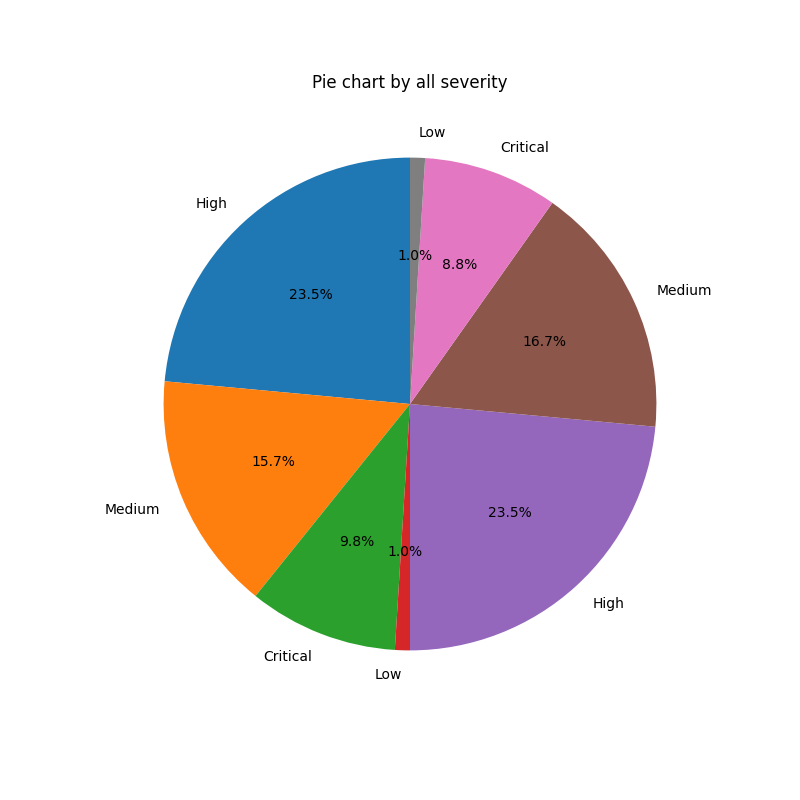 Pie chart by all severity
Low
Critical
High
1.0%
8.8%
Medium
23.5%
16.7%
15.7%
Medium
23.5%
9.8%
1.0%
High
Critical
Low